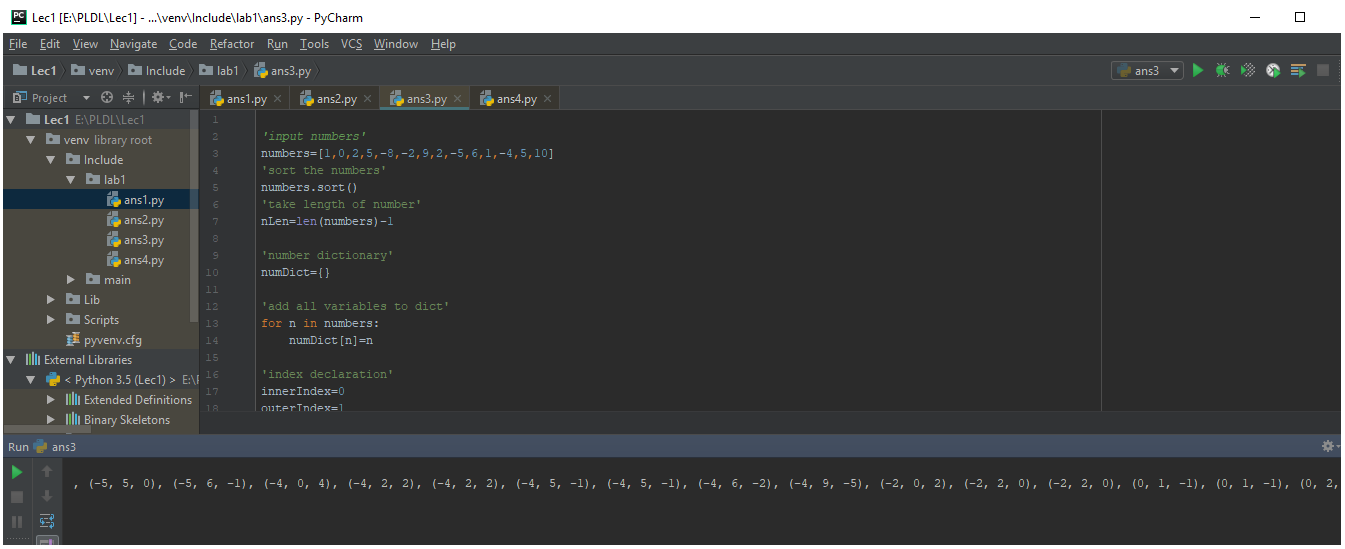 PC Lec1 [E:\PLDL\Lec1] - ...\venv\Include\lab1\ans3.py - PyCharm
File Edit View Navigate Code Refactor Run Tools VCS Window Help
Lec1 venv Include lab1 ans3.py ans3
Project ans1.py ans2.py ans3.py ans4.py
Lec1 E:\PLDL\Lec1
venv library root
Include
lab1
ans1.py
ans2.py
ans3.py
ans4.py
main
Lib
Scripts
pyvenv.cfg
External Libraries
< Python 3.5 (Lec1) > E:\
Extended Definitions
Binary Skeletons
1
2 'input numbers'
3 numbers=[1,0,2,5,-8,-2,9,2,-5,6,1,-4,5,10]
4 'sort the numbers'
5 numbers.sort()
6 'take length of number'
7 nLen=len(numbers)-1
8
9 'number dictionary'
10 numDict={}
11
12 'add all variables to dict'
13 for n in numbers:
14 numDict[n]=n
15
16 'index declaration'
17 innerIndex=0
18 outerIndex=1
Run ans3
, (-5, 5, 0), (-5, 6, -1), (-4, 0, 4), (-4, 2, 2), (-4, 2, 2), (-4, 5, -1), (-4, 5, -1), (-4, 6, -2), (-4, 9, -5), (-2, 0, 2), (-2, 2, 0), (-2, 2, 0), (0, 1, -1), (0, 1, -1), (0, 2,